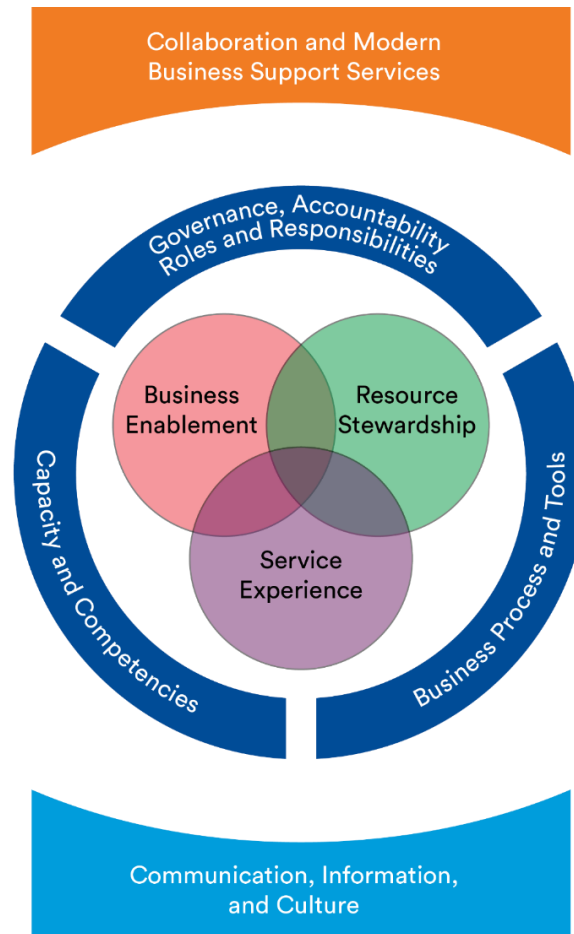 Collaboration and Modern
Business Support Services
Governance, Accountability
Roles and Responsibilities
Business
Enablement
Resource
Stewardship
Service
Experience
Capacity and Competencies
Business Process and Tools
Communication, Information,
and Culture